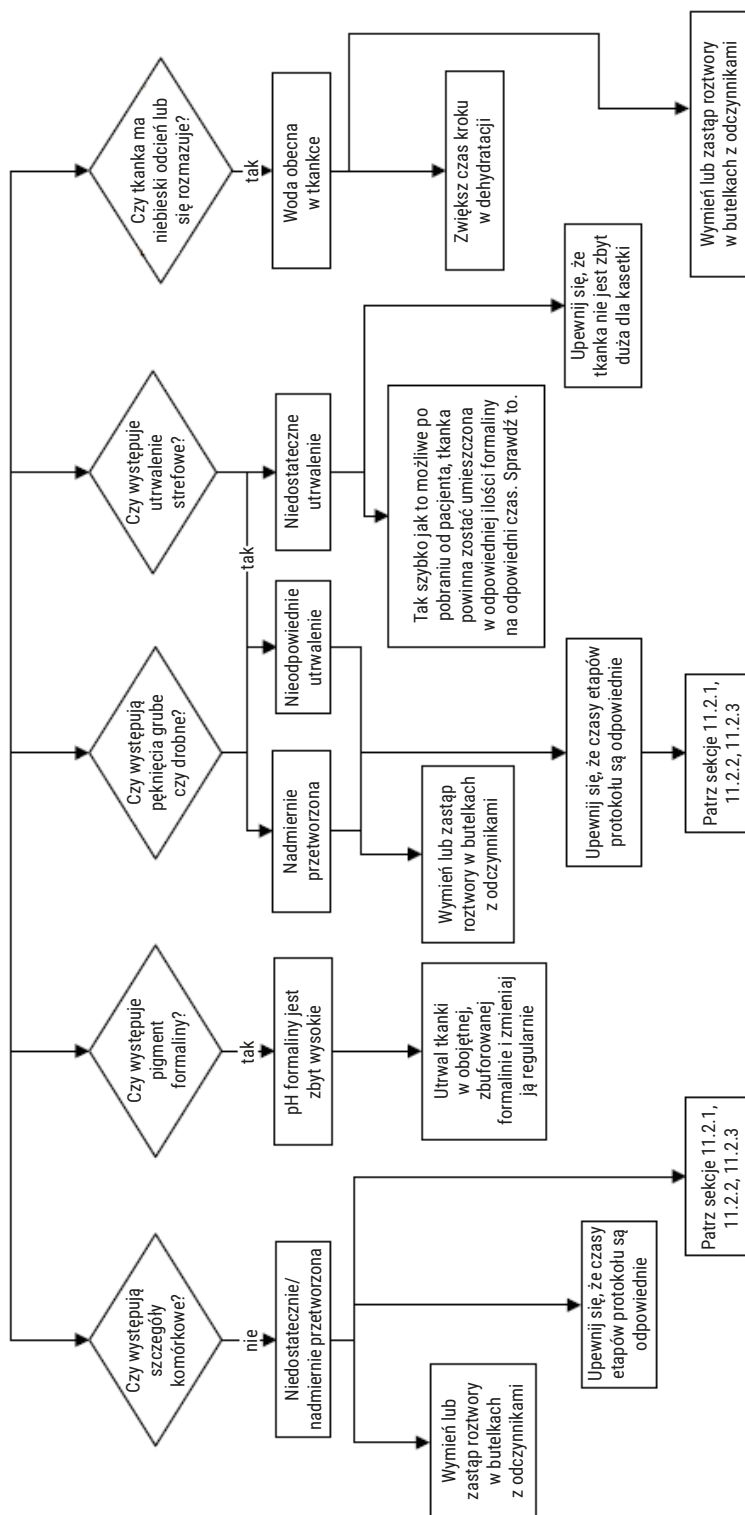 Czy występują
szczegóły
komórkowe?
nie
Niedostatecznie/
nadmiernie przetworzona
Wymień lub
zastąp roztwory
w butelkach
z odczynnikami
Upewnij się, że czasy
etapów protokołu są
odpowiednie
Patrz sekcje 11.2.1,
11.2.2, 11.2.3
Czy występuje
pigment
formaliny?
tak
pH formaliny jest
zbyt wysokie
Utrwal tkanki
w obojętnej,
zbuforowanej
formalinie i zmieniaj
ją regularnie
Czy występują
pęknięcia grube
czy drobne?
Nadmiernie
przetworzona
Nieodpowiednie
utrwalenie
Wymień lub zastąp
roztwory w butelkach
z odczynnikami
Upewnij się, że czasy etapów
protokołu są odpowiednie
Patrz sekcje 11.2.1,
11.2.2, 11.2.3
Czy występuje
utrwalenie
strefowe?
tak
Niedostateczne
utrwalenie
Tak szybko jak to możliwe po
pobraniu od pacjenta, tkanka
powinna zostać umieszczona
w odpowiedniej ilości formaliny
na odpowiedni czas. Sprawdź to.
Upewnij się, że
tkanka nie jest zbyt
duża dla kasetki
Czy tkanka ma
niebieski odcień lub
się rozmazuje?
tak
Woda obecna
w tkankce
Zwiększ czas kroku
w dehydratacji
Wymień lub zastąp roztwory
w butelkach z odczynnikami